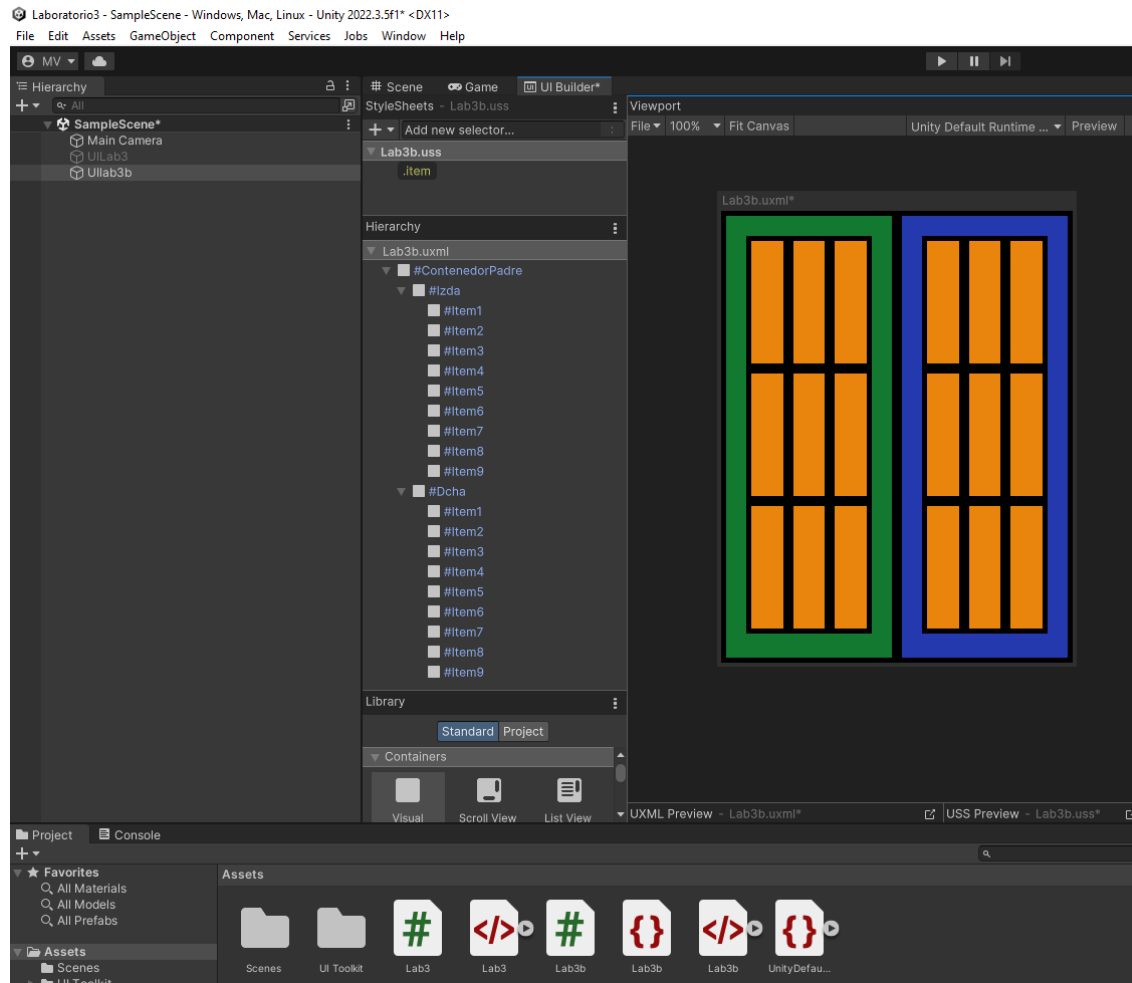 Laboratorio3 - SampleScene - Windows, Mac, Linux - Unity 2022.3.5f1* <DX11>
File Edit Assets GameObject Component Services Jobs Window Help
MV
Hierarchy
All
SampleScene*
Main Camera
UILab3
UIlab3b
Scene Game UI Builder*
StyleSheets - Lab3b.uss
Add new selector...
Lab3b.uss
.item
Hierarchy
Lab3b.uxml
#ContenedorPadre
#Izda
#Item1
#Item2
#Item3
#Item4
#Item5
#Item6
#Item7
#Item8
#Item9
#Dcha
#Item1
#Item2
#Item3
#Item4
#Item5
#Item6
#Item7
#Item8
#Item9
Library
Standard Project
Containers
Visual Scroll View List View
Viewport
File 100% Fit Canvas Unity Default Runtime ... Preview
Lab3b.uxml*
UXML Preview - Lab3b.uxml* USS Preview - Lab3b.uss*
Project Console
Favorites
All Materials
All Models
All Prefabs
Assets
Scenes
UI Toolkit
Assets
Scenes UI Toolkit Lab3 Lab3 Lab3b Lab3b Lab3b UnityDefau...